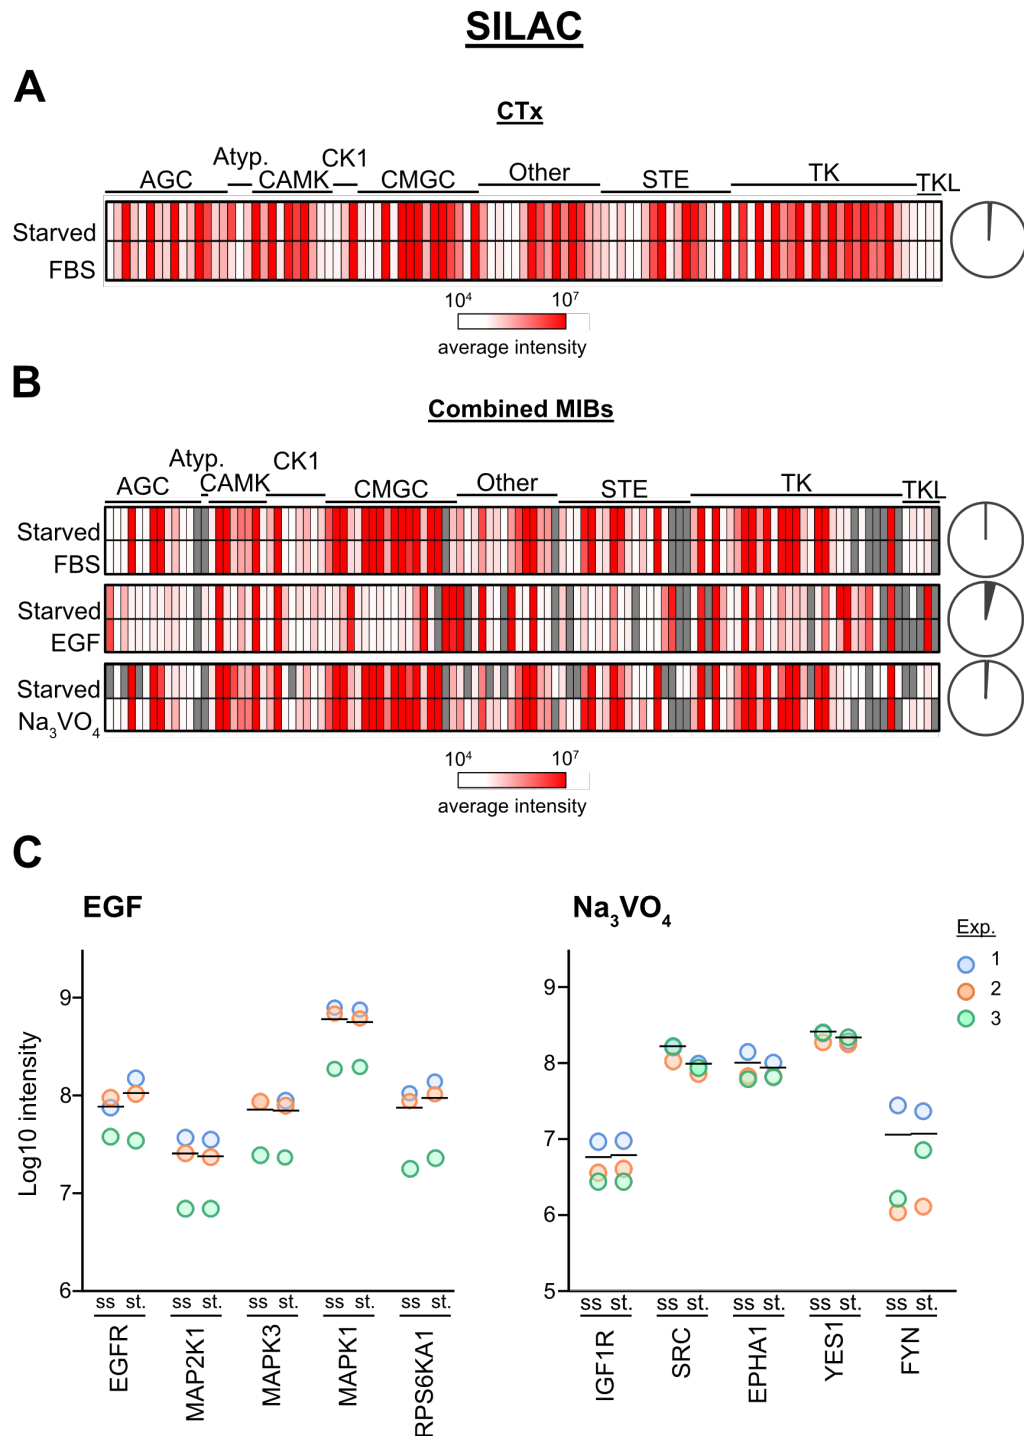 SILAC
A
CTx
AGC Atyp. CAMK CK1 CMGC Other STE TK TKL
Starved
FBS
10⁴ 10⁷
average intensity
B
Combined MIBs
AGC Atyp. CAMK CK1 CMGC Other STE TK TKL
Starved
FBS
Starved
EGF
Starved
Na₃VO₄
10⁴ 10⁷
average intensity
C
EGF
Log10 intensity
9
8
7
6
ss st. ss st. ss st. ss st. ss st.
EGFR MAP2K1 MAPK3 MAPK1 RPS6KA1
Na₃VO₄
9
8
7
6
5
ss st. ss st. ss st. ss st. ss st.
IGF1R SRC EPHA1 YES1 FYN
Exp.
1
2
3